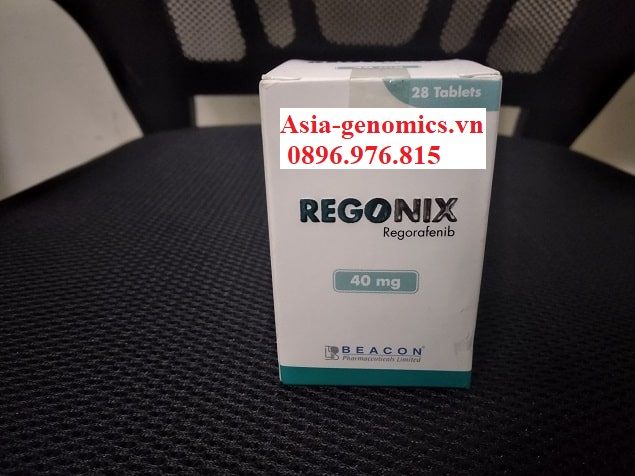 28 Tablets
Asia-genomics.vn
0896.976.815
REGONIX
Regorafenib
40 mg
BEACON®
Pharmaceuticals Limited